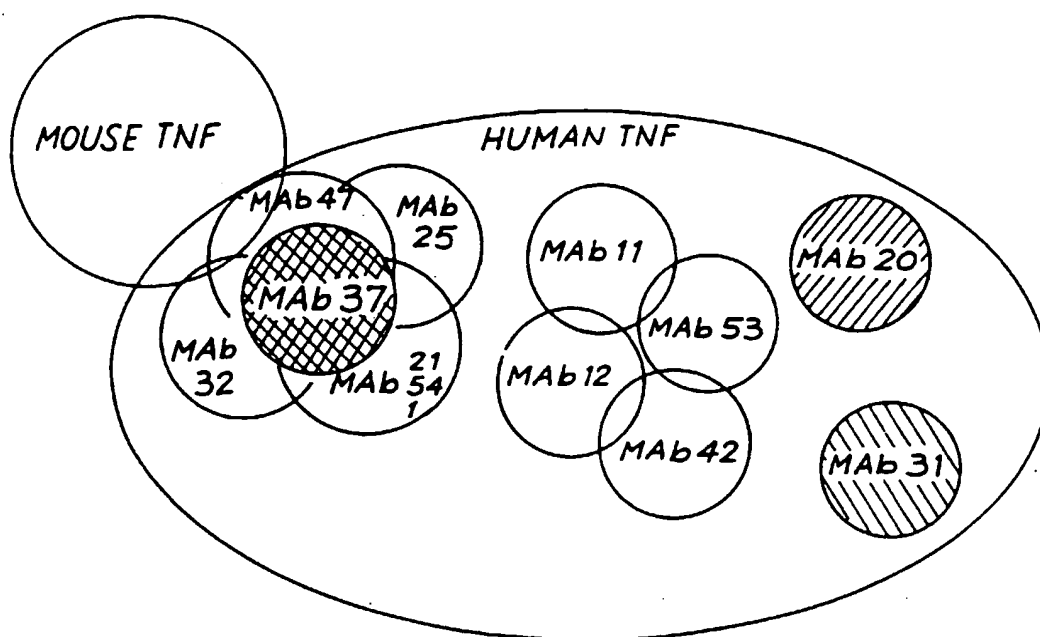 MOUSE TNF
HUMAN TNF
MAb 47
MAb
25
MAb 37
MAb
32
21
MAb 54
1
MAb 11
MAb 53
MAb 12
MAb 42
MAb 20
MAb 31